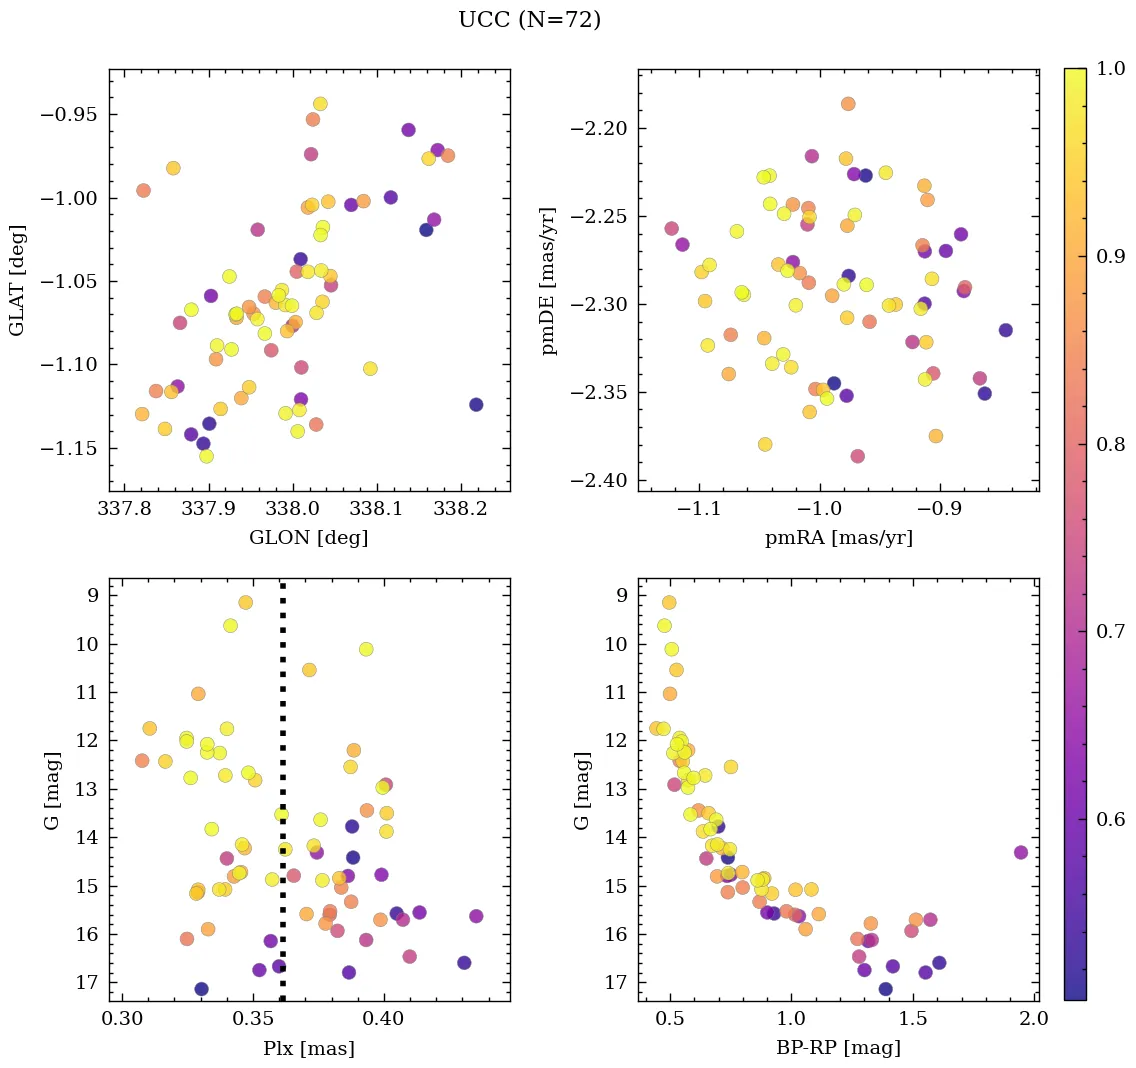 UCC (N=72)
−0.95
−1.00
−1.05
−1.10
−1.15
GLAT [deg]
337.8 337.9 338.0 338.1 338.2
GLON [deg]
−2.20
−2.25
−2.30
−2.35
−2.40
pmDE [mas/yr]
−1.1 −1.0 −0.9
pmRA [mas/yr]
9
10
11
12
13
14
15
16
17
G [mag]
0.30 0.35 0.40
Plx [mas]
9
10
11
12
13
14
15
16
17
G [mag]
0.5 1.0 1.5 2.0
BP-RP [mag]
1.0
0.9
0.8
0.7
0.6